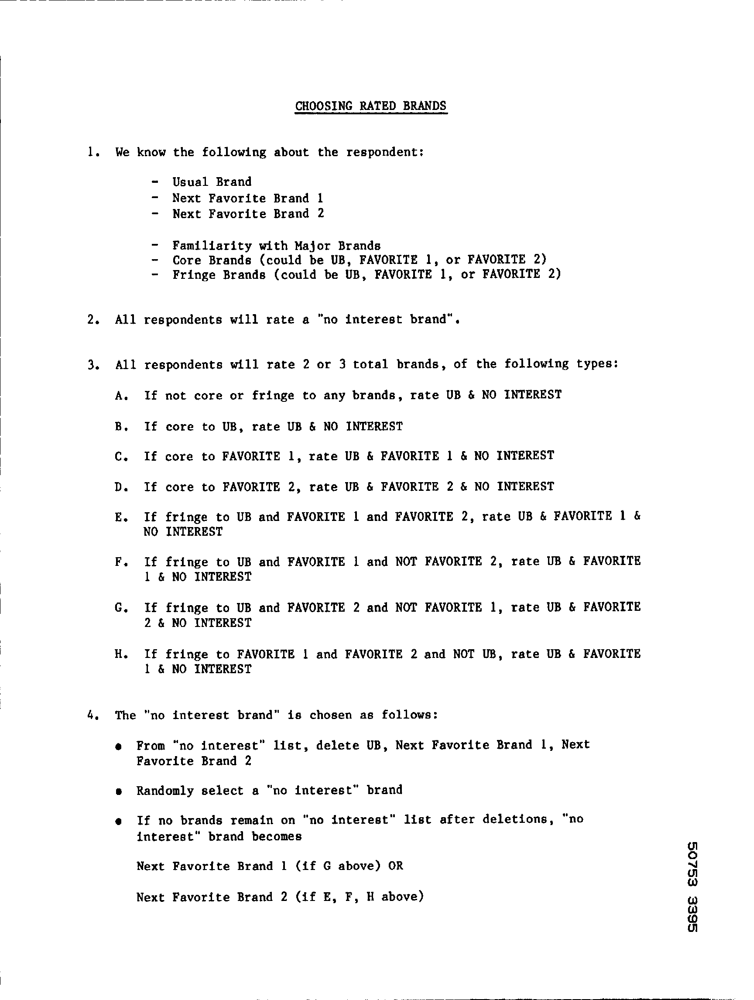 CHOOSING RATED BRANDS
1. We know the following about the respondent:
- Usual Brand
- Next Favorite Brand 1
- Next Favorite Brand 2
- Familiarity with Major Brands
- Core Brands (could be UB, FAVORITE 1, or FAVORITE 2)
- Fringe Brands (could be UB, FAVORITE 1, or FAVORITE 2)
2. All respondents will rate a "no interest brand".
3. All respondents will rate 2 or 3 total brands, of the following types:
A. If not core or fringe to any brands, rate UB & NO INTEREST
B. If core to UB, rate UB & NO INTEREST
C. If core to FAVORITE 1, rate UB & FAVORITE 1 & NO INTEREST
D. If core to FAVORITE 2, rate UB & FAVORITE 2 & NO INTEREST
E. If fringe to UB and FAVORITE 1 and FAVORITE 2, rate UB & FAVORITE 1 &
NO INTEREST
F. If fringe to UB and FAVORITE 1 and NOT FAVORITE 2, rate UB & FAVORITE
1 & NO INTEREST
G. If fringe to UB and FAVORITE 2 and NOT FAVORITE 1, rate UB & FAVORITE
2 & NO INTEREST
H. If fringe to FAVORITE 1 and FAVORITE 2 and NOT UB, rate UB & FAVORITE
1 & NO INTEREST
4. The "no interest brand" is chosen as follows:
• From "no interest" list, delete UB, Next Favorite Brand 1, Next
Favorite Brand 2
• Randomly select a "no interest" brand
• If no brands remain on "no interest" list after deletions, "no
interest" brand becomes
Next Favorite Brand 1 (if G above) OR
Next Favorite Brand 2 (if E, F, H above)
50753 3395